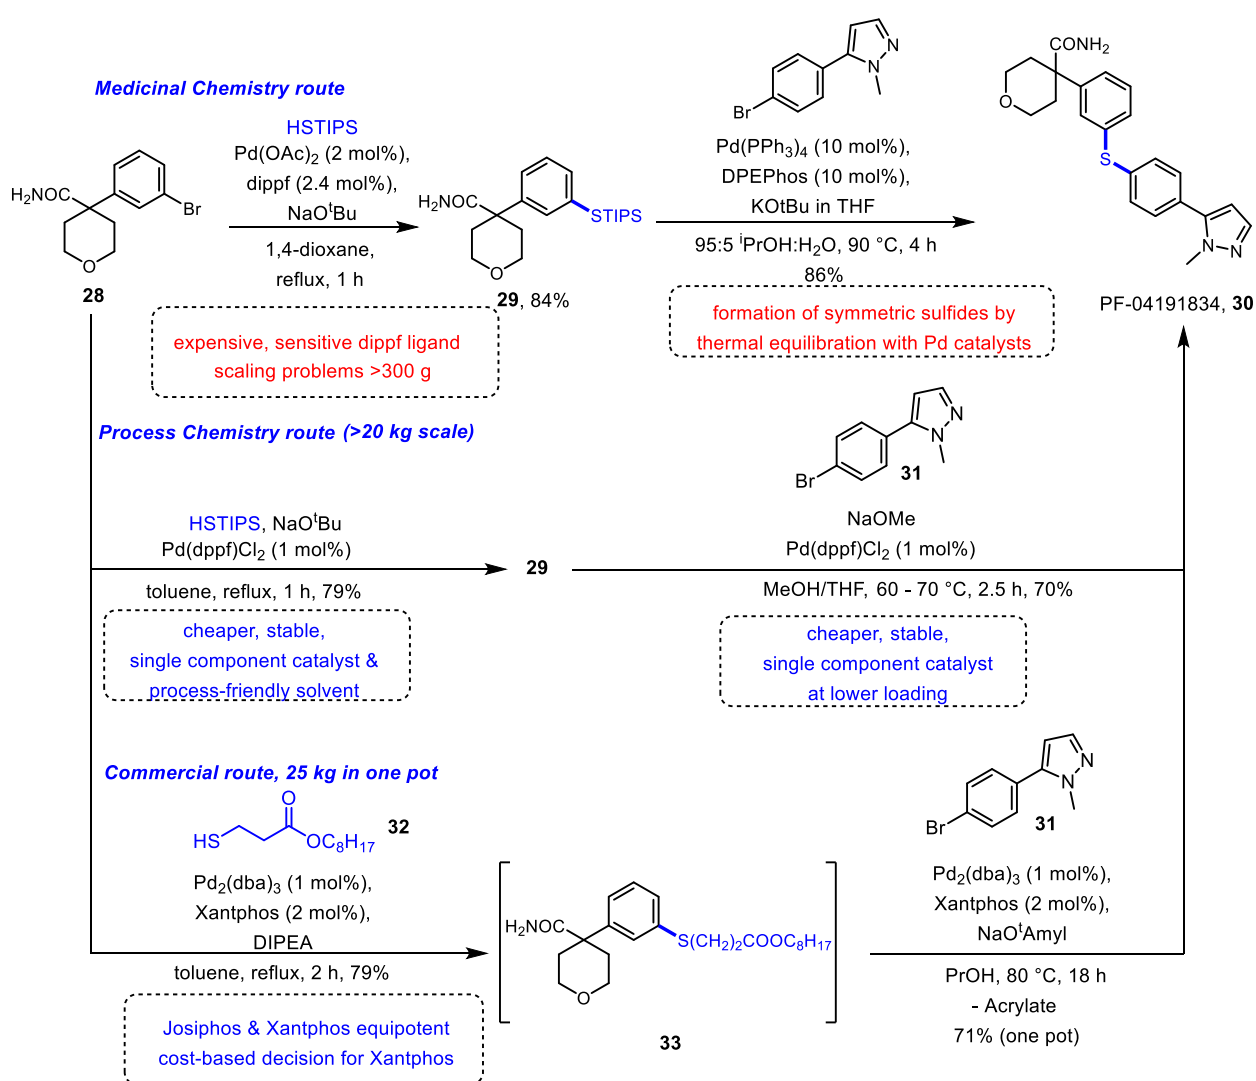 Medicinal Chemistry route
HSTIPS
Pd(OAc)2 (2 mol%),
dippf (2.4 mol%),
NaOtBu
1,4-dioxane,
reflux, 1 h
H2NOC
Br
O
28
H2NOC
STIPS
O
29, 84%
Br
N
N
Pd(PPh3)4 (10 mol%),
DPEPhos (10 mol%),
KOtBu in THF
95:5 iPrOH:H2O, 90 °C, 4 h
86%
CONH2
O
S
N
N
PF-04191834, 30
expensive, sensitive dippf ligand
scaling problems >300 g
formation of symmetric sulfides by
thermal equilibration with Pd catalysts
Process Chemistry route (>20 kg scale)
HSTIPS, NaOtBu
Pd(dppf)Cl2 (1 mol%)
toluene, reflux, 1 h, 79%
29
N
N
Br
31
NaOMe
Pd(dppf)Cl2 (1 mol%)
MeOH/THF, 60 - 70 °C, 2.5 h, 70%
cheaper, stable,
single component catalyst &
process-friendly solvent
cheaper, stable,
single component catalyst
at lower loading
Commercial route, 25 kg in one pot
O
HS
OC8H17
32
Pd2(dba)3 (1 mol%),
Xantphos (2 mol%),
DIPEA
toluene, reflux, 2 h, 79%
H2NOC
S(CH2)2COOC8H17
O
33
N
N
Br
31
Pd2(dba)3 (1 mol%),
Xantphos (2 mol%),
NaOtAmyl
PrOH, 80 °C, 18 h
- Acrylate
71% (one pot)
Josiphos & Xantphos equipotent
cost-based decision for Xantphos